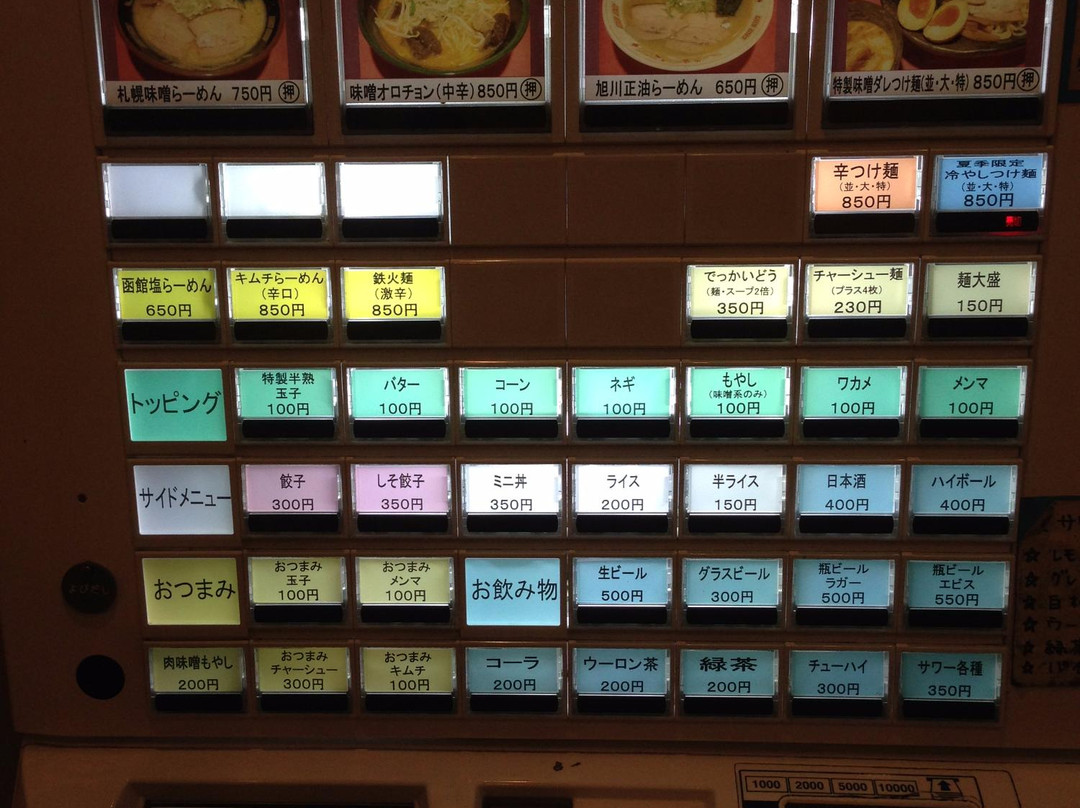 札幌味噌らーめん 750円 押
味噌オロチョン(中辛)850円 押
旭川正油らーめん 650円 押
特製味噌ダレつけ麺(並・大・特) 850円 押
辛つけ麺
(並・大・特)
850円
夏季限定
冷やしつけ麺
(並・大・特)
850円
函館塩らーめん
650円
キムチらーめん
(辛口)
850円
鉄火麺
(激辛)
850円
でっかいどう
(麺・スープ2倍)
350円
チャーシュー麺
(プラス4枚)
230円
麺大盛
150円
トッピング
特製半熟
玉子
100円
バター
100円
コーン
100円
ネギ
100円
もやし
(味噌系のみ)
100円
ワカメ
100円
メンマ
100円
サイドメニュー
餃子
300円
しそ餃子
350円
ミニ丼
350円
ライス
200円
半ライス
150円
日本酒
400円
ハイボール
400円
おつまみ
おつまみ
玉子
100円
おつまみ
メンマ
100円
お飲み物
生ビール
500円
グラスビール
300円
瓶ビール
ラガー
500円
瓶ビール
エビス
550円
よびだし
肉味噌もやし
200円
おつまみ
チャーシュー
300円
おつまみ
キムチ
100円
コーラ
200円
ウーロン茶
200円
緑茶
200円
チューハイ
300円
サワー各種
350円
1000 2000 5000 10000